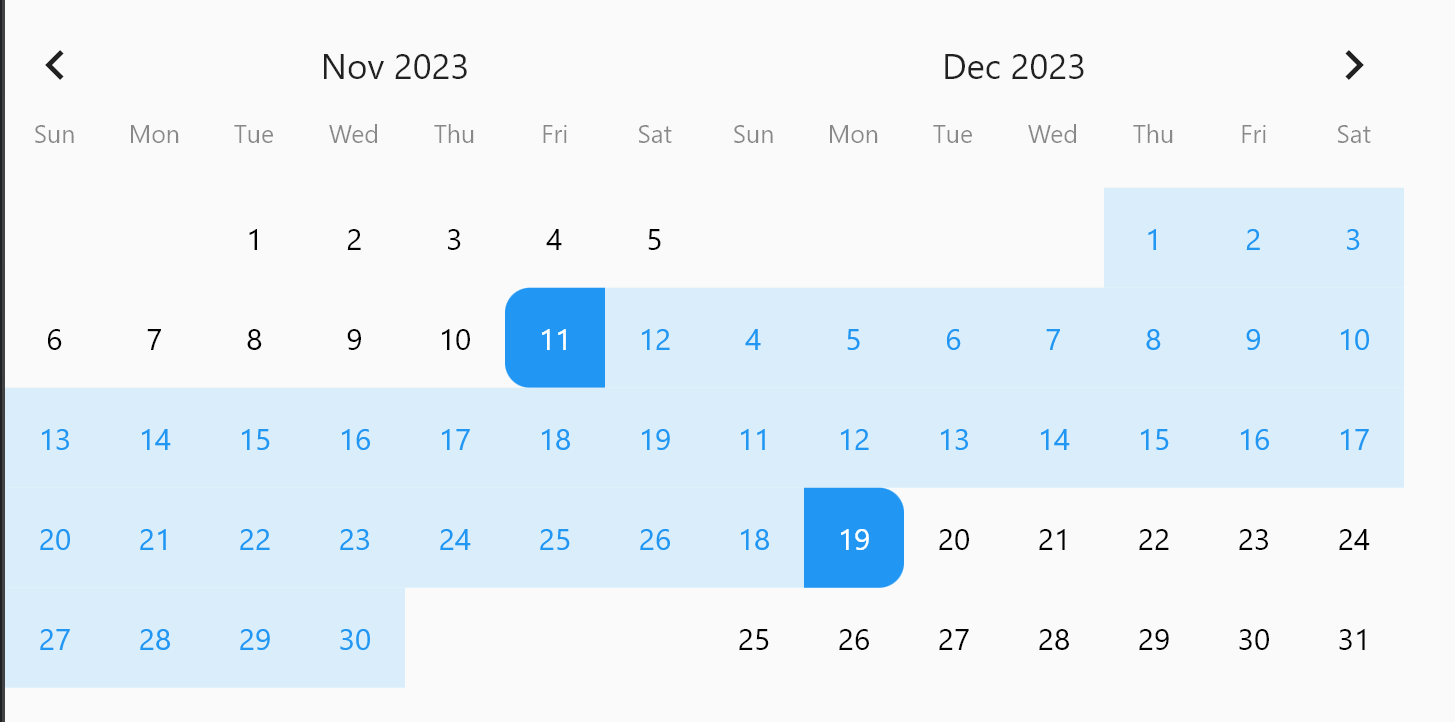 Nov 2023
Sun Mon Tue Wed Thu Fri Sat
1 2 3 4 5
6 7 8 9 10 11 12
13 14 15 16 17 18 19
20 21 22 23 24 25 26
27 28 29 30
Dec 2023
Sun Mon Tue Wed Thu Fri Sat
1 2 3
4 5 6 7 8 9 10
11 12 13 14 15 16 17
18 19 20 21 22 23 24
25 26 27 28 29 30 31